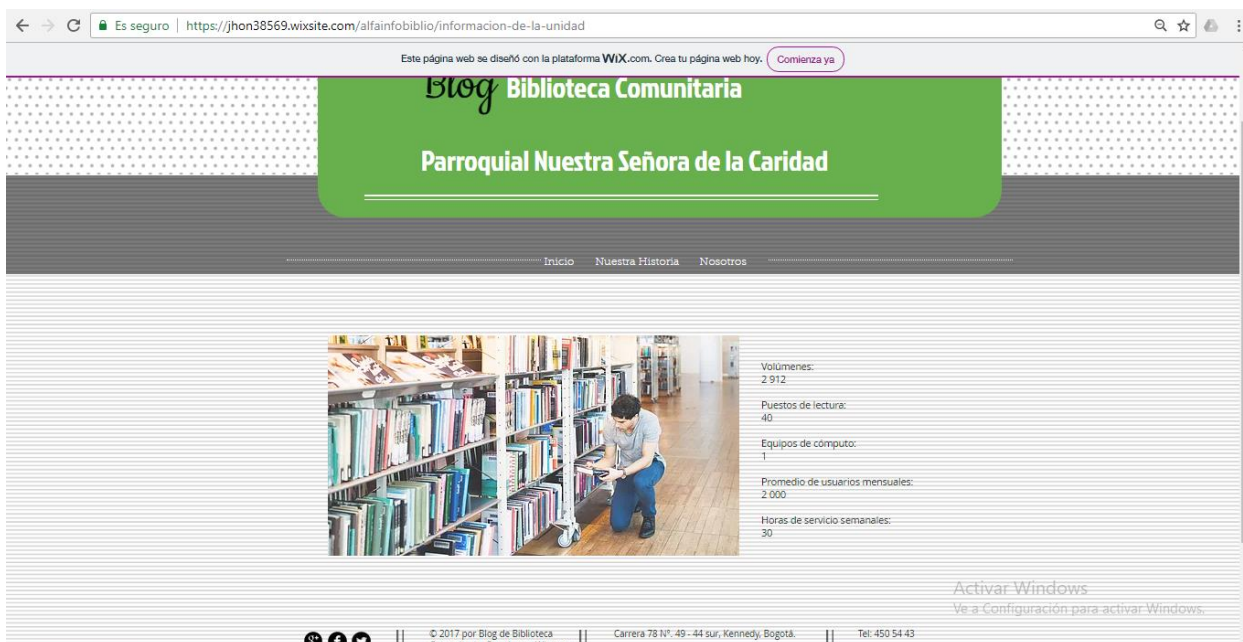 Es seguro | https://jhon38569.wixsite.com/alfainfobiblio/informacion-de-la-unidad
Este página web se diseñó con la plataforma WiX.com. Crea tu página web hoy. Comienza ya
Blog Biblioteca Comunitaria
Parroquial Nuestra Señora de la Caridad
Inicio Nuestra Historia Nosotros
Volúmenes:
2 912
Puestos de lectura:
40
Equipos de cómputo:
1
Promedio de usuarios mensuales:
2 000
Horas de servicio semanales:
30
Activar Windows
Ve a Configuración para activar Windows.
© 2017 por Blog de Biblioteca || Carrera 78 Nº. 49 - 44 sur, Kennedy, Bogotá. || Tel: 450 54 43